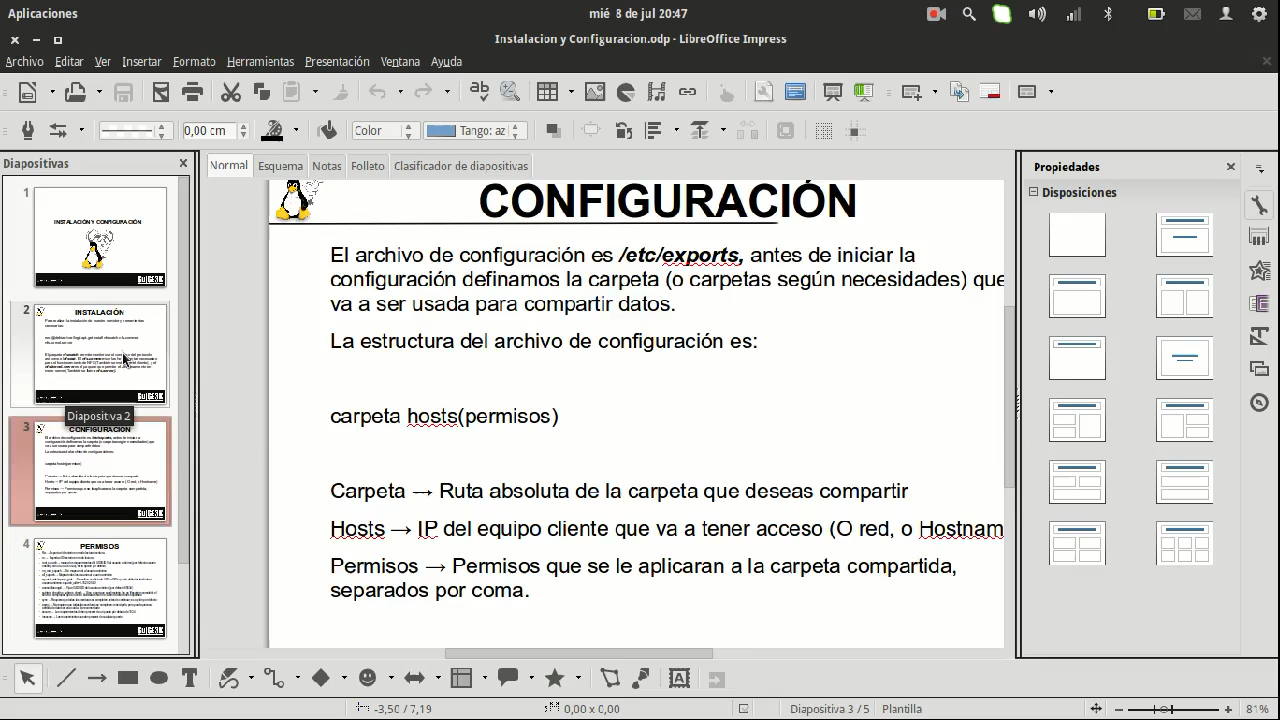 Aplicaciones
mié 8 de jul 20:47
Instalacion y Configuracion.odp - LibreOffice Impress
Archivo Editar Ver Insertar Formato Herramientas Presentación Ventana Ayuda
0,00 cm
Color
Tango: az
Diapositivas
Normal Esquema Notas Folleto Clasificador de diapositivas
Propiedades
Disposiciones
1
INSTALACIÓN Y CONFIGURACIÓN
2
INSTALACIÓN
Diapositiva 2
3
CONFIGURACIÓN
4
PERMISOS
CONFIGURACIÓN
El archivo de configuración es /etc/exports, antes de iniciar la
configuración definamos la carpeta (o carpetas según necesidades) que
va a ser usada para compartir datos.
La estructura del archivo de configuración es:
carpeta hosts(permisos)
Carpeta → Ruta absoluta de la carpeta que deseas compartir
Hosts → IP del equipo cliente que va a tener acceso (O red, o Hostnam
Permisos → Permisos que se le aplicaran a la carpeta compartida,
separados por coma.
-3,50 / 7,19
0,00 x 0,00
Diapositiva 3 / 5
Plantilla
81%